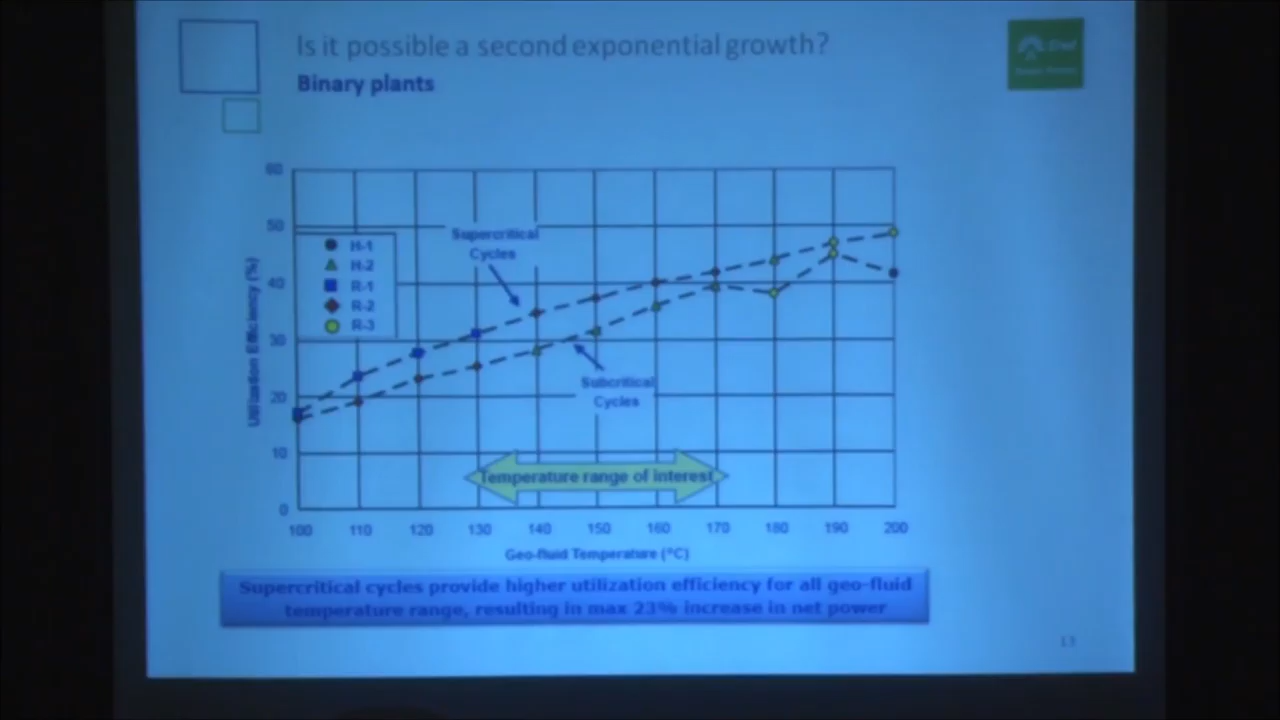 Is it possible a second exponential growth?
Binary plants
Enel
60
50
40
30
20
10
0
Utilization Efficiency (%)
H-1
H-2
R-1
R-2
R-3
Supercritical
Cycles
Subcritical
Cycles
Temperature range of interest
100 110 120 130 140 150 160 170 180 190 200
Geo-fluid Temperature (°C)
Supercritical cycles provide higher utilization efficiency for all geo-fluid
temperature range, resulting in max 23% increase in net power
13